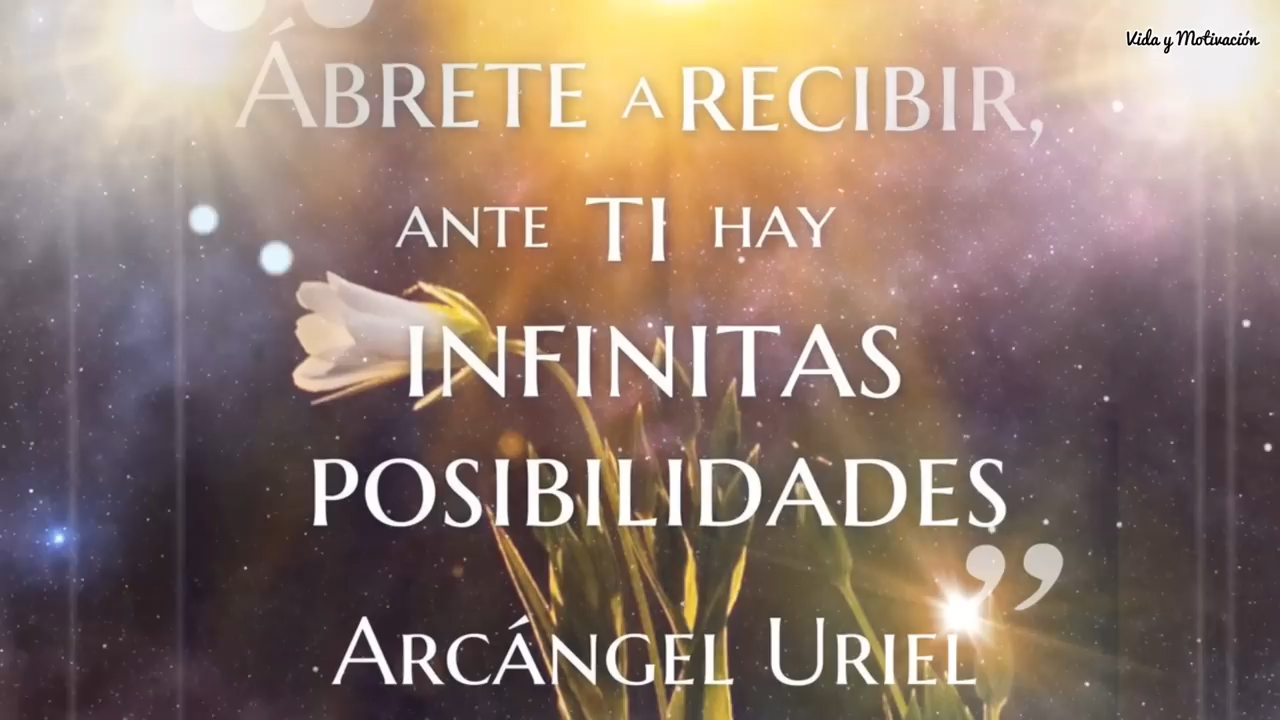 Vida y Motivación
ÁBRETE A RECIBIR,
ANTE TI HAY
INFINITAS
POSIBILIDADES
”
ARCÁNGEL URIEL